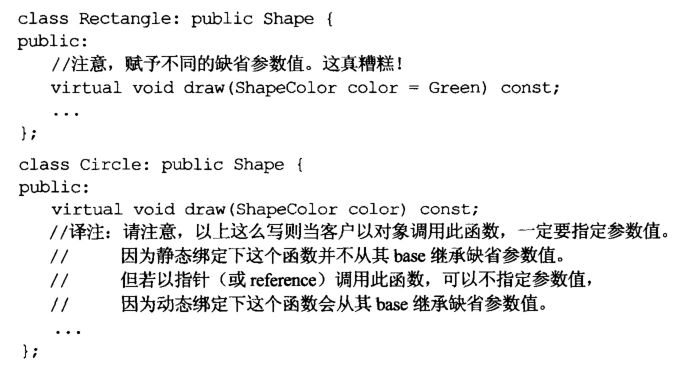 class Rectangle: public Shape {
public:
//注意，赋予不同的缺省参数值。这真糟糕！
virtual void draw(ShapeColor color = Green) const;
...
};
class Circle: public Shape {
public:
virtual void draw(ShapeColor color) const;
//译注：请注意，以上这么写则当客户以对象调用此函数，一定要指定参数值。
// 因为静态绑定下这个函数并不从其 base 继承缺省参数值。
// 但若以指针（或 reference）调用此函数，可以不指定参数值，
// 因为动态绑定下这个函数会从其 base 继承缺省参数值。
...
};